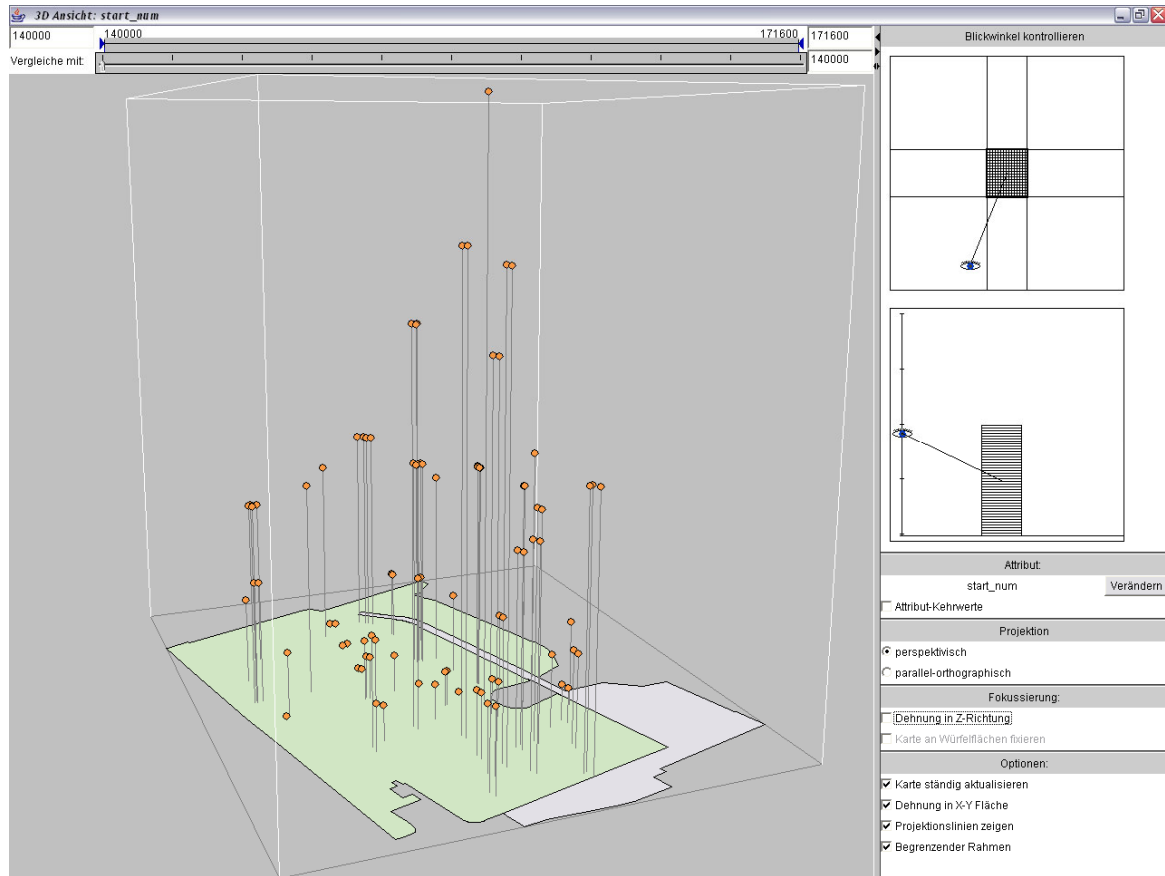 3D Ansicht: start_num
140000 140000 171600 171600
Vergleiche mit: 140000
Blickwinkel kontrollieren
Attribut:
start_num Verändern
Attribut-Kehrwerte
Projektion
perspektivisch
parallel-orthographisch
Fokussierung:
Dehnung in Z-Richtung
Karte an Würfelflächen fixieren
Optionen:
Karte ständig aktualisieren
Dehnung in X-Y Fläche
Projektionslinien zeigen
Begrenzender Rahmen